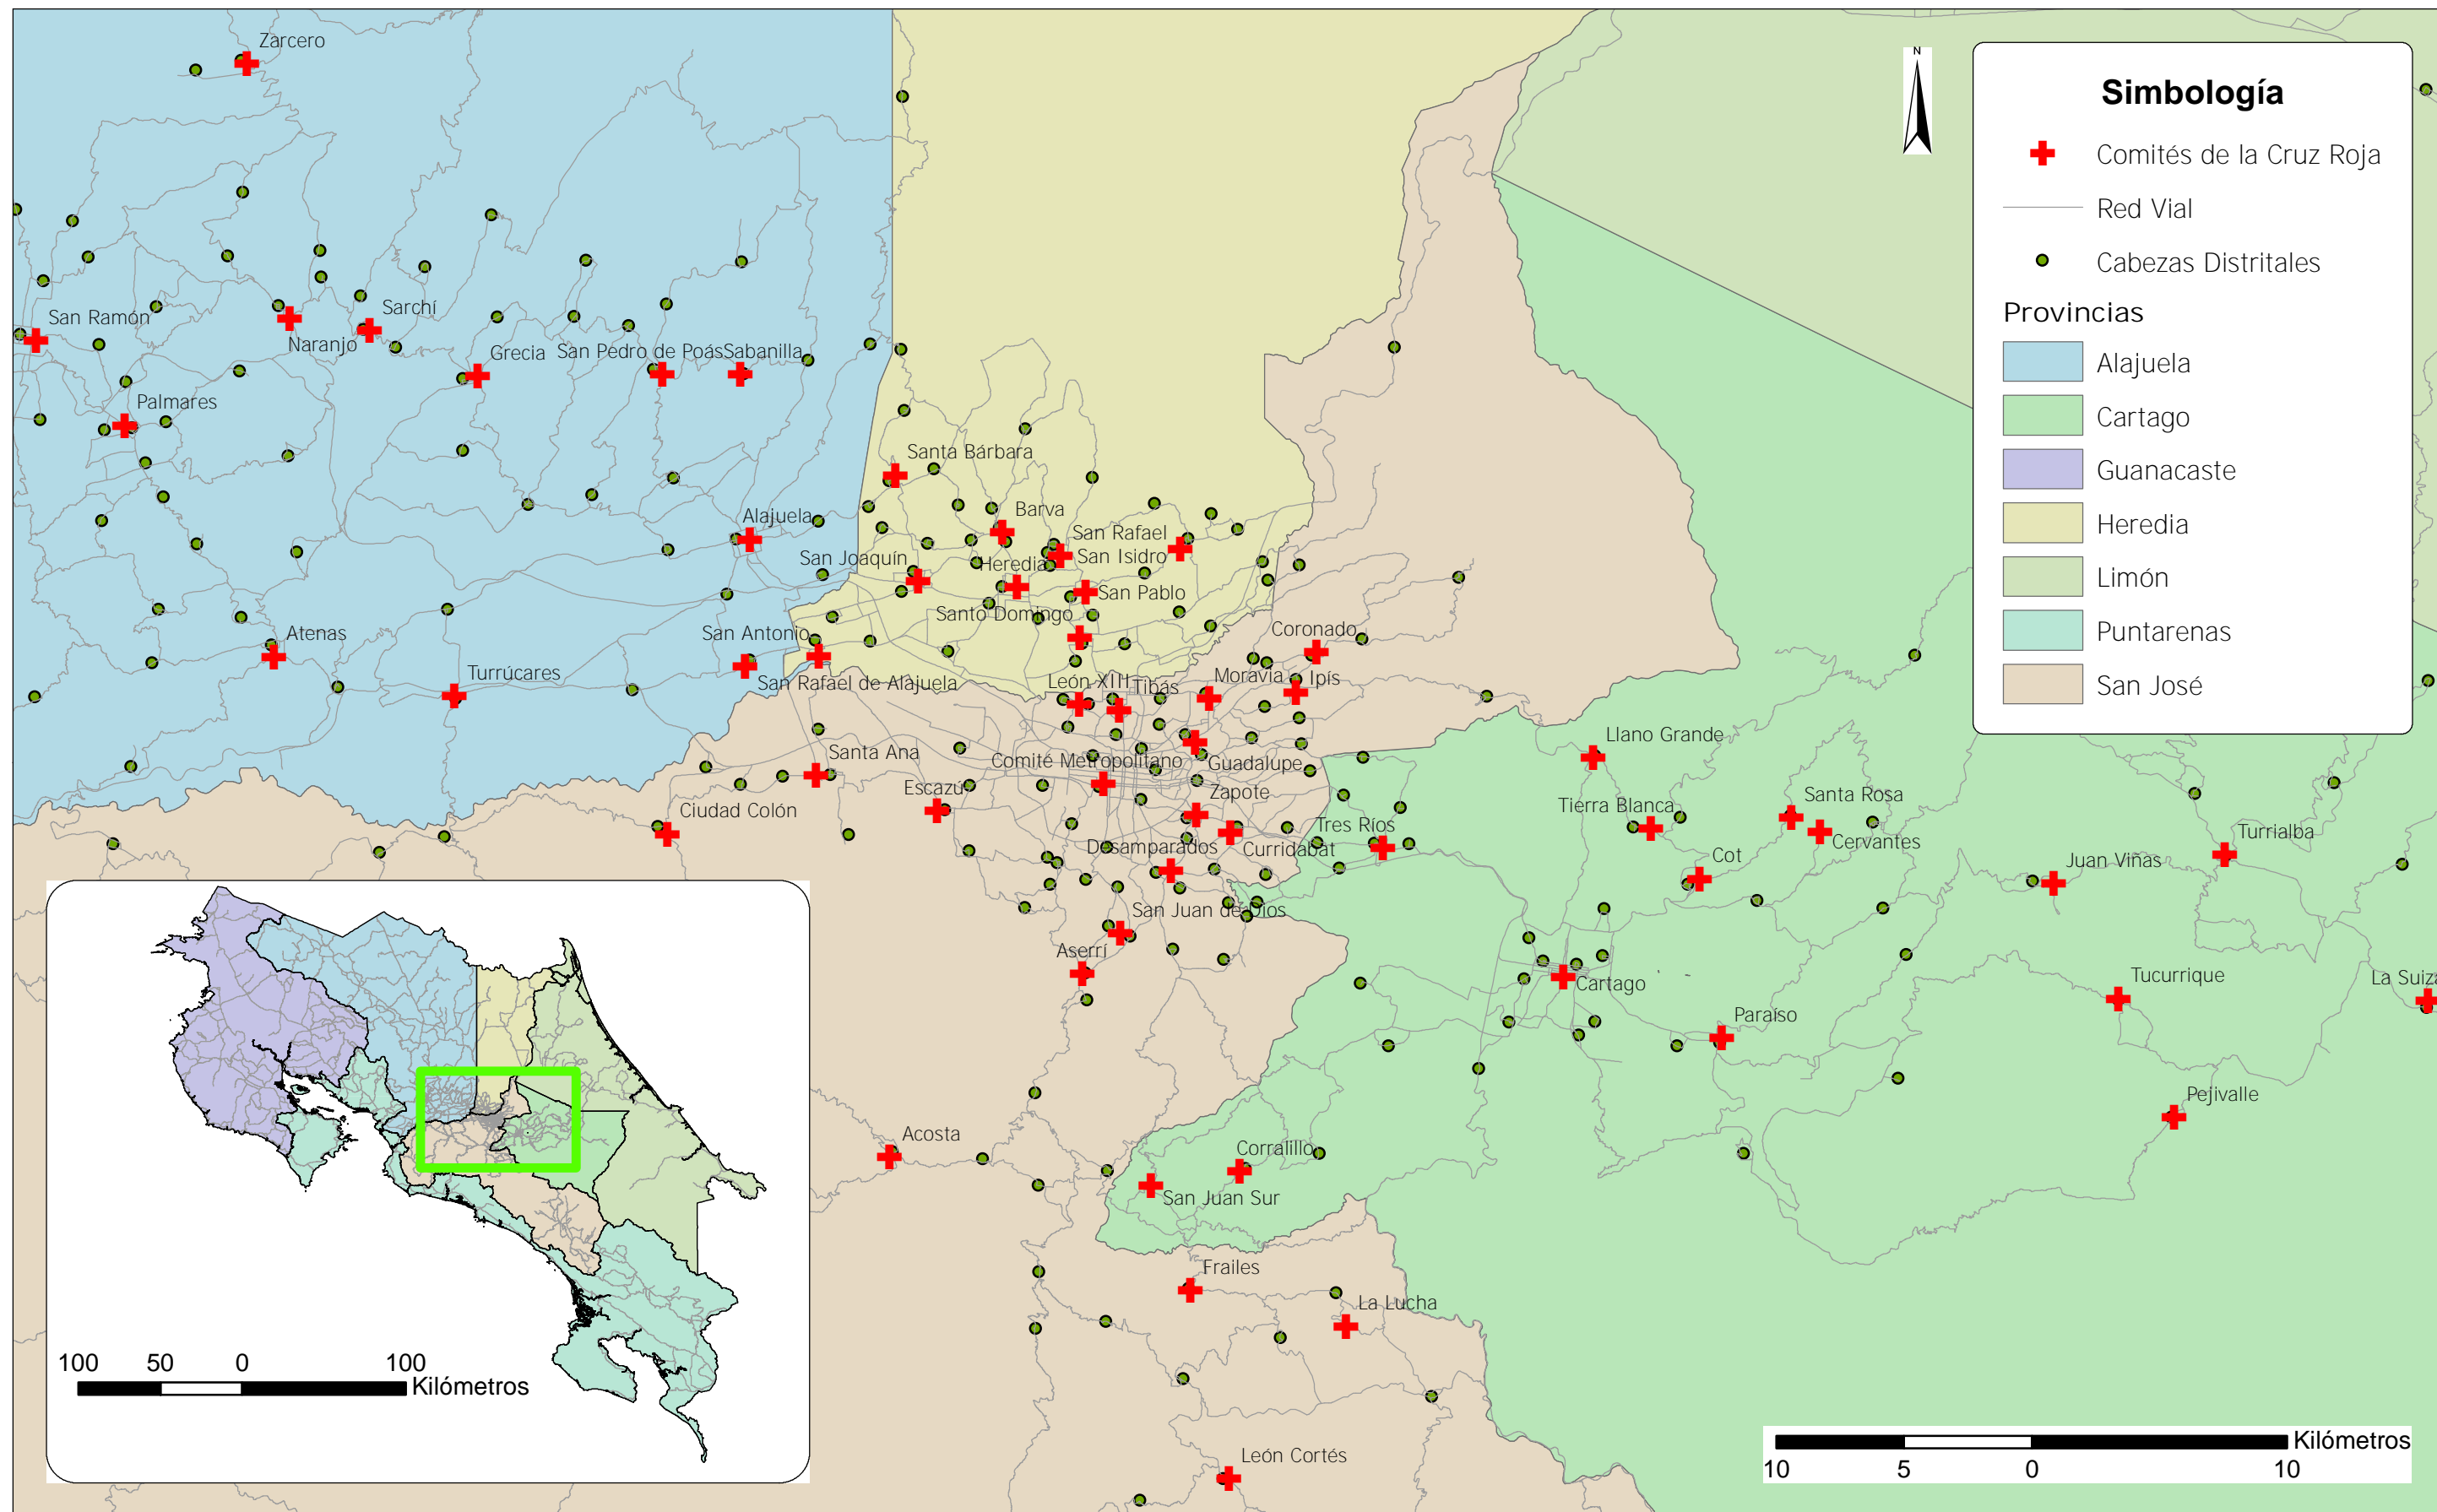 Zarcero
N
Simbología
Comités de la Cruz Roja
Red Vial
Cabezas Distritales
Provincias
Alajuela
Cartago
Guanacaste
Heredia
Limón
Puntarenas
San José
San Ramón
Naranjo
Sarchí
Grecia
San Pedro de Poás
Sabanilla
Palmares
Santa Bárbara
Alajuela
Barva
San Rafael
San Joaquín
Heredia
San Isidro
San Pablo
Santo Domingo
Atenas
San Antonio
Coronado
Turrúcares
San Rafael de Alajuela
León XIII
Tibás
Moravia
Ipís
Santa Ana
Comité Metropolitano
Guadalupe
Llano Grande
Escazú
Zapote
Tierra Blanca
Santa Rosa
Ciudad Colón
Tres Ríos
Cervantes
Turrialba
Desamparados
Curridabat
Cot
Juan Viñas
San Juan de Dios
Aserrí
Cartago
Tucurrique
La Suiza
Paraíso
Pejivalle
Acosta
Corralillo
San Juan Sur
Frailes
La Lucha
León Cortés
100 50 0 100
Kilómetros
Kilómetros
10 5 0 10